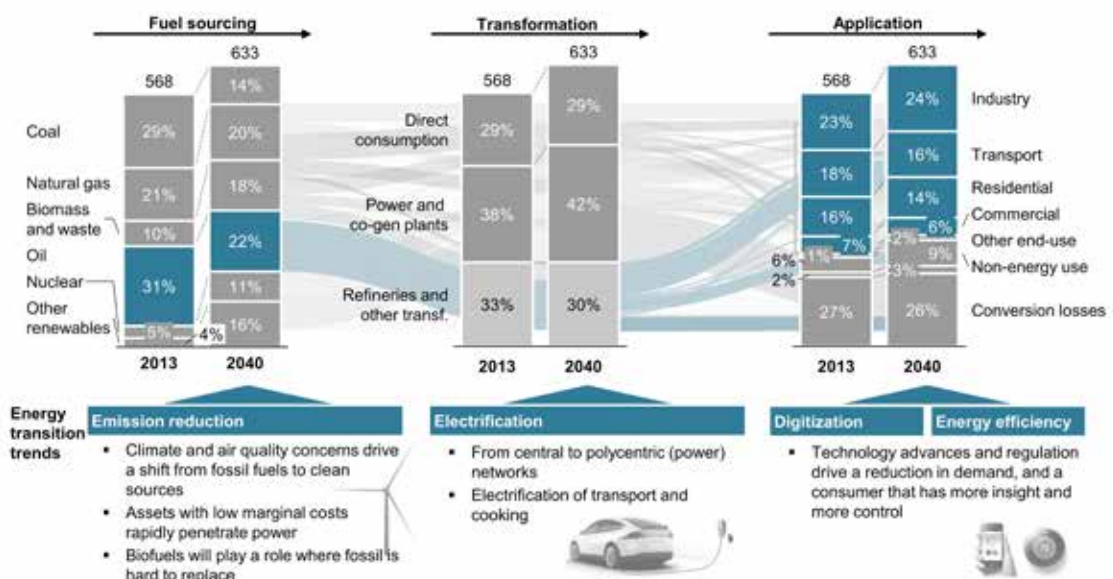 Fuel sourcing
Transformation
Application
568
633
568
633
568
633
Coal
Natural gas
Biomass
and waste
Oil
Nuclear
Other
renewables
29%
21%
10%
31%
5%
4%
14%
20%
18%
22%
11%
16%
2013
2040
Direct
consumption
Power and
co-gen plants
Refineries and
other transf.
29%
38%
33%
29%
42%
30%
2013
2040
23%
18%
16%
7%
1%
6%
2%
27%
24%
16%
14%
6%
2%
9%
3%
26%
2013
2040
Industry
Transport
Residential
Commercial
Other end-use
Non-energy use
Conversion losses
Energy
transition
trends
Emission reduction
▪ Climate and air quality concerns drive
a shift from fossil fuels to clean
sources
▪ Assets with low marginal costs
rapidly penetrate power
▪ Biofuels will play a role where fossil is
hard to replace
Electrification
▪ From central to polycentric (power)
networks
▪ Electrification of transport and
cooking
Digitization
Energy efficiency
▪ Technology advances and regulation
drive a reduction in demand, and a
consumer that has more insight and
more control